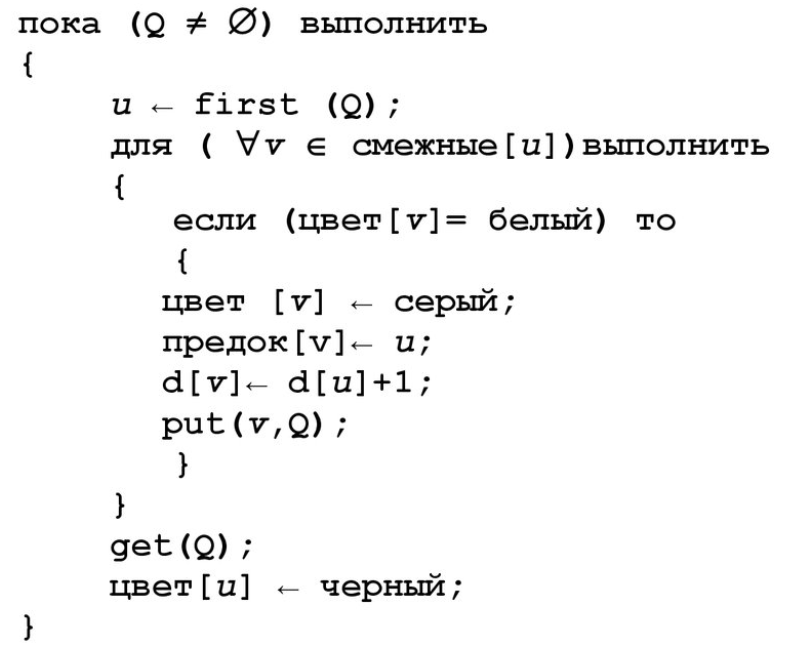 пока (Q ≠ ∅) выполнить
{
u ← first (Q);
для ( ∀v ∈ смежные[u])выполнить
{
если (цвет[v]= белый) то
{
цвет [v] ← серый;
предок[v]← u;
d[v]← d[u]+1;
put(v,Q);
}
}
get(Q);
цвет[u] ← черный;
}